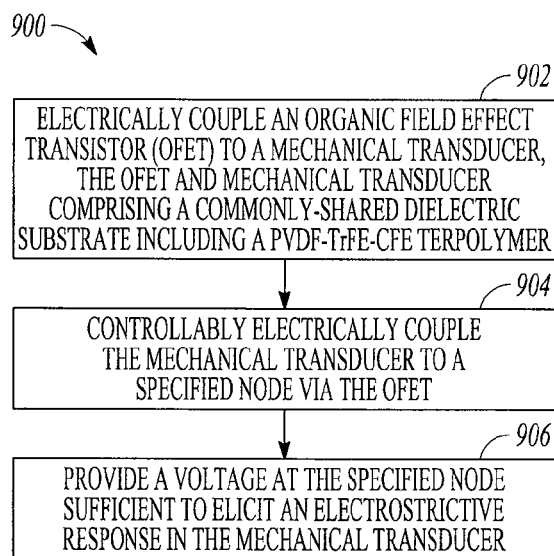 900
902
ELECTRICALLY COUPLE AN ORGANIC FIELD EFFECT
TRANSISTOR (OFET) TO A MECHANICAL TRANSDUCER,
THE OFET AND MECHANICAL TRANSDUCER
COMPRISING A COMMONLY-SHARED DIELECTRIC
SUBSTRATE INCLUDING A PVDF-TrFE-CFE TERPOLYMER
904
CONTROLLABLY ELECTRICALLY COUPLE
THE MECHANICAL TRANSDUCER TO A
SPECIFIED NODE VIA THE OFET
906
PROVIDE A VOLTAGE AT THE SPECIFIED NODE
SUFFICIENT TO ELICIT AN ELECTROSTRICTIVE
RESPONSE IN THE MECHANICAL TRANSDUCER